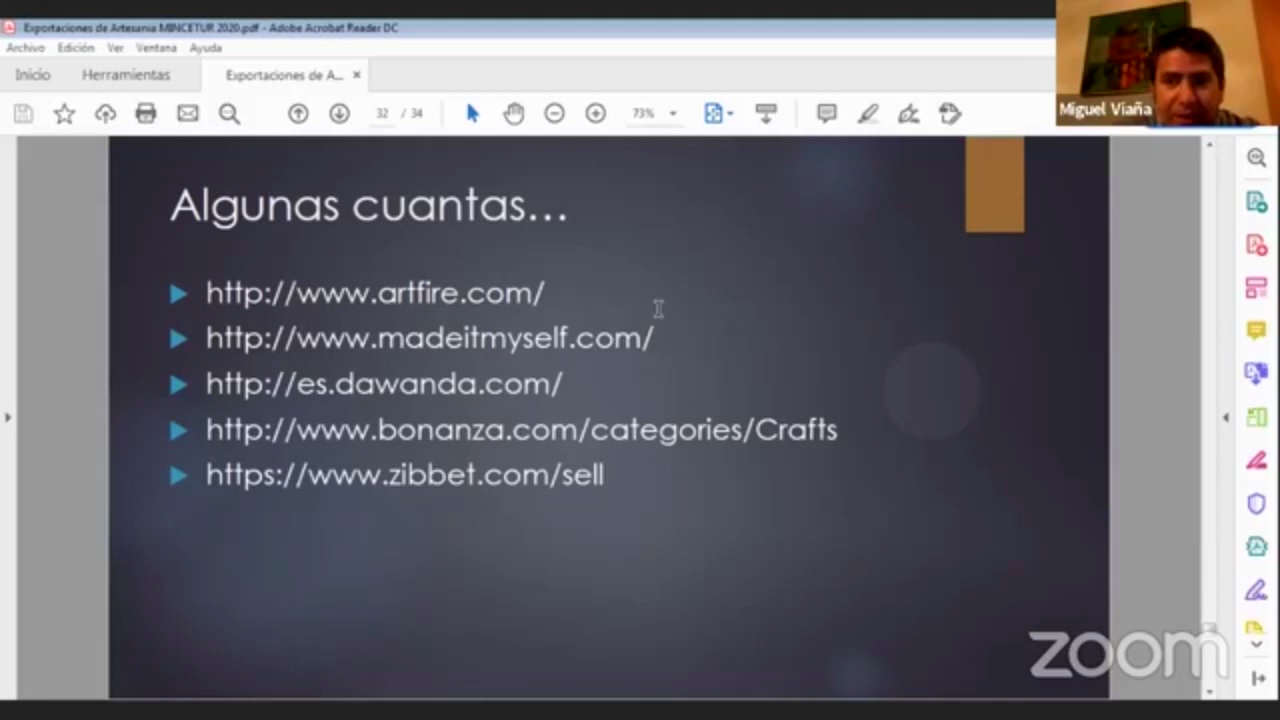 Exportaciones de Artesania MINCETUR 2020.pdf - Adobe Acrobat Reader DC
Archivo Edición Ver Ventana Ayuda
Inicio Herramientas Exportaciones de A... ×
32 / 34 73%
Miguel Viaña
Algunas cuantas...
http://www.artfire.com/
http://www.madeitmyself.com/
http://es.dawanda.com/
http://www.bonanza.com/categories/Crafts
https://www.zibbet.com/sell
zoom